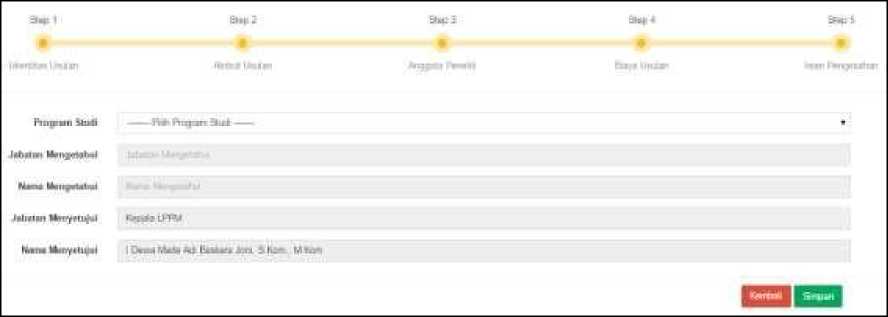 Step 1 Step 2 Step 3 Step 4 Step 5
Identitas Usulan Atribut Usulan Anggota Peneliti Biaya Usulan Isian Pengesahan
Program Studi -------Pilih Program Studi -------
Jabatan Mengetahui Jabatan Mengetahui
Nama Mengetahui Nama Mengetahui
Jabatan Menyetujui Kepala LPPM
Nama Menyetujui I Dewa Made Adi Baskara Joni, S.Kom., M.Kom
Kembali Simpan